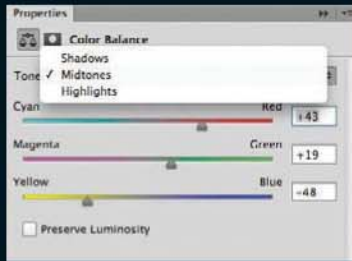 Properties
Color Balance
Shadows
Tone ✓ Midtones
Highlights
Cyan Red +43
Magenta Green +19
Yellow Blue -48
Preserve Luminosity